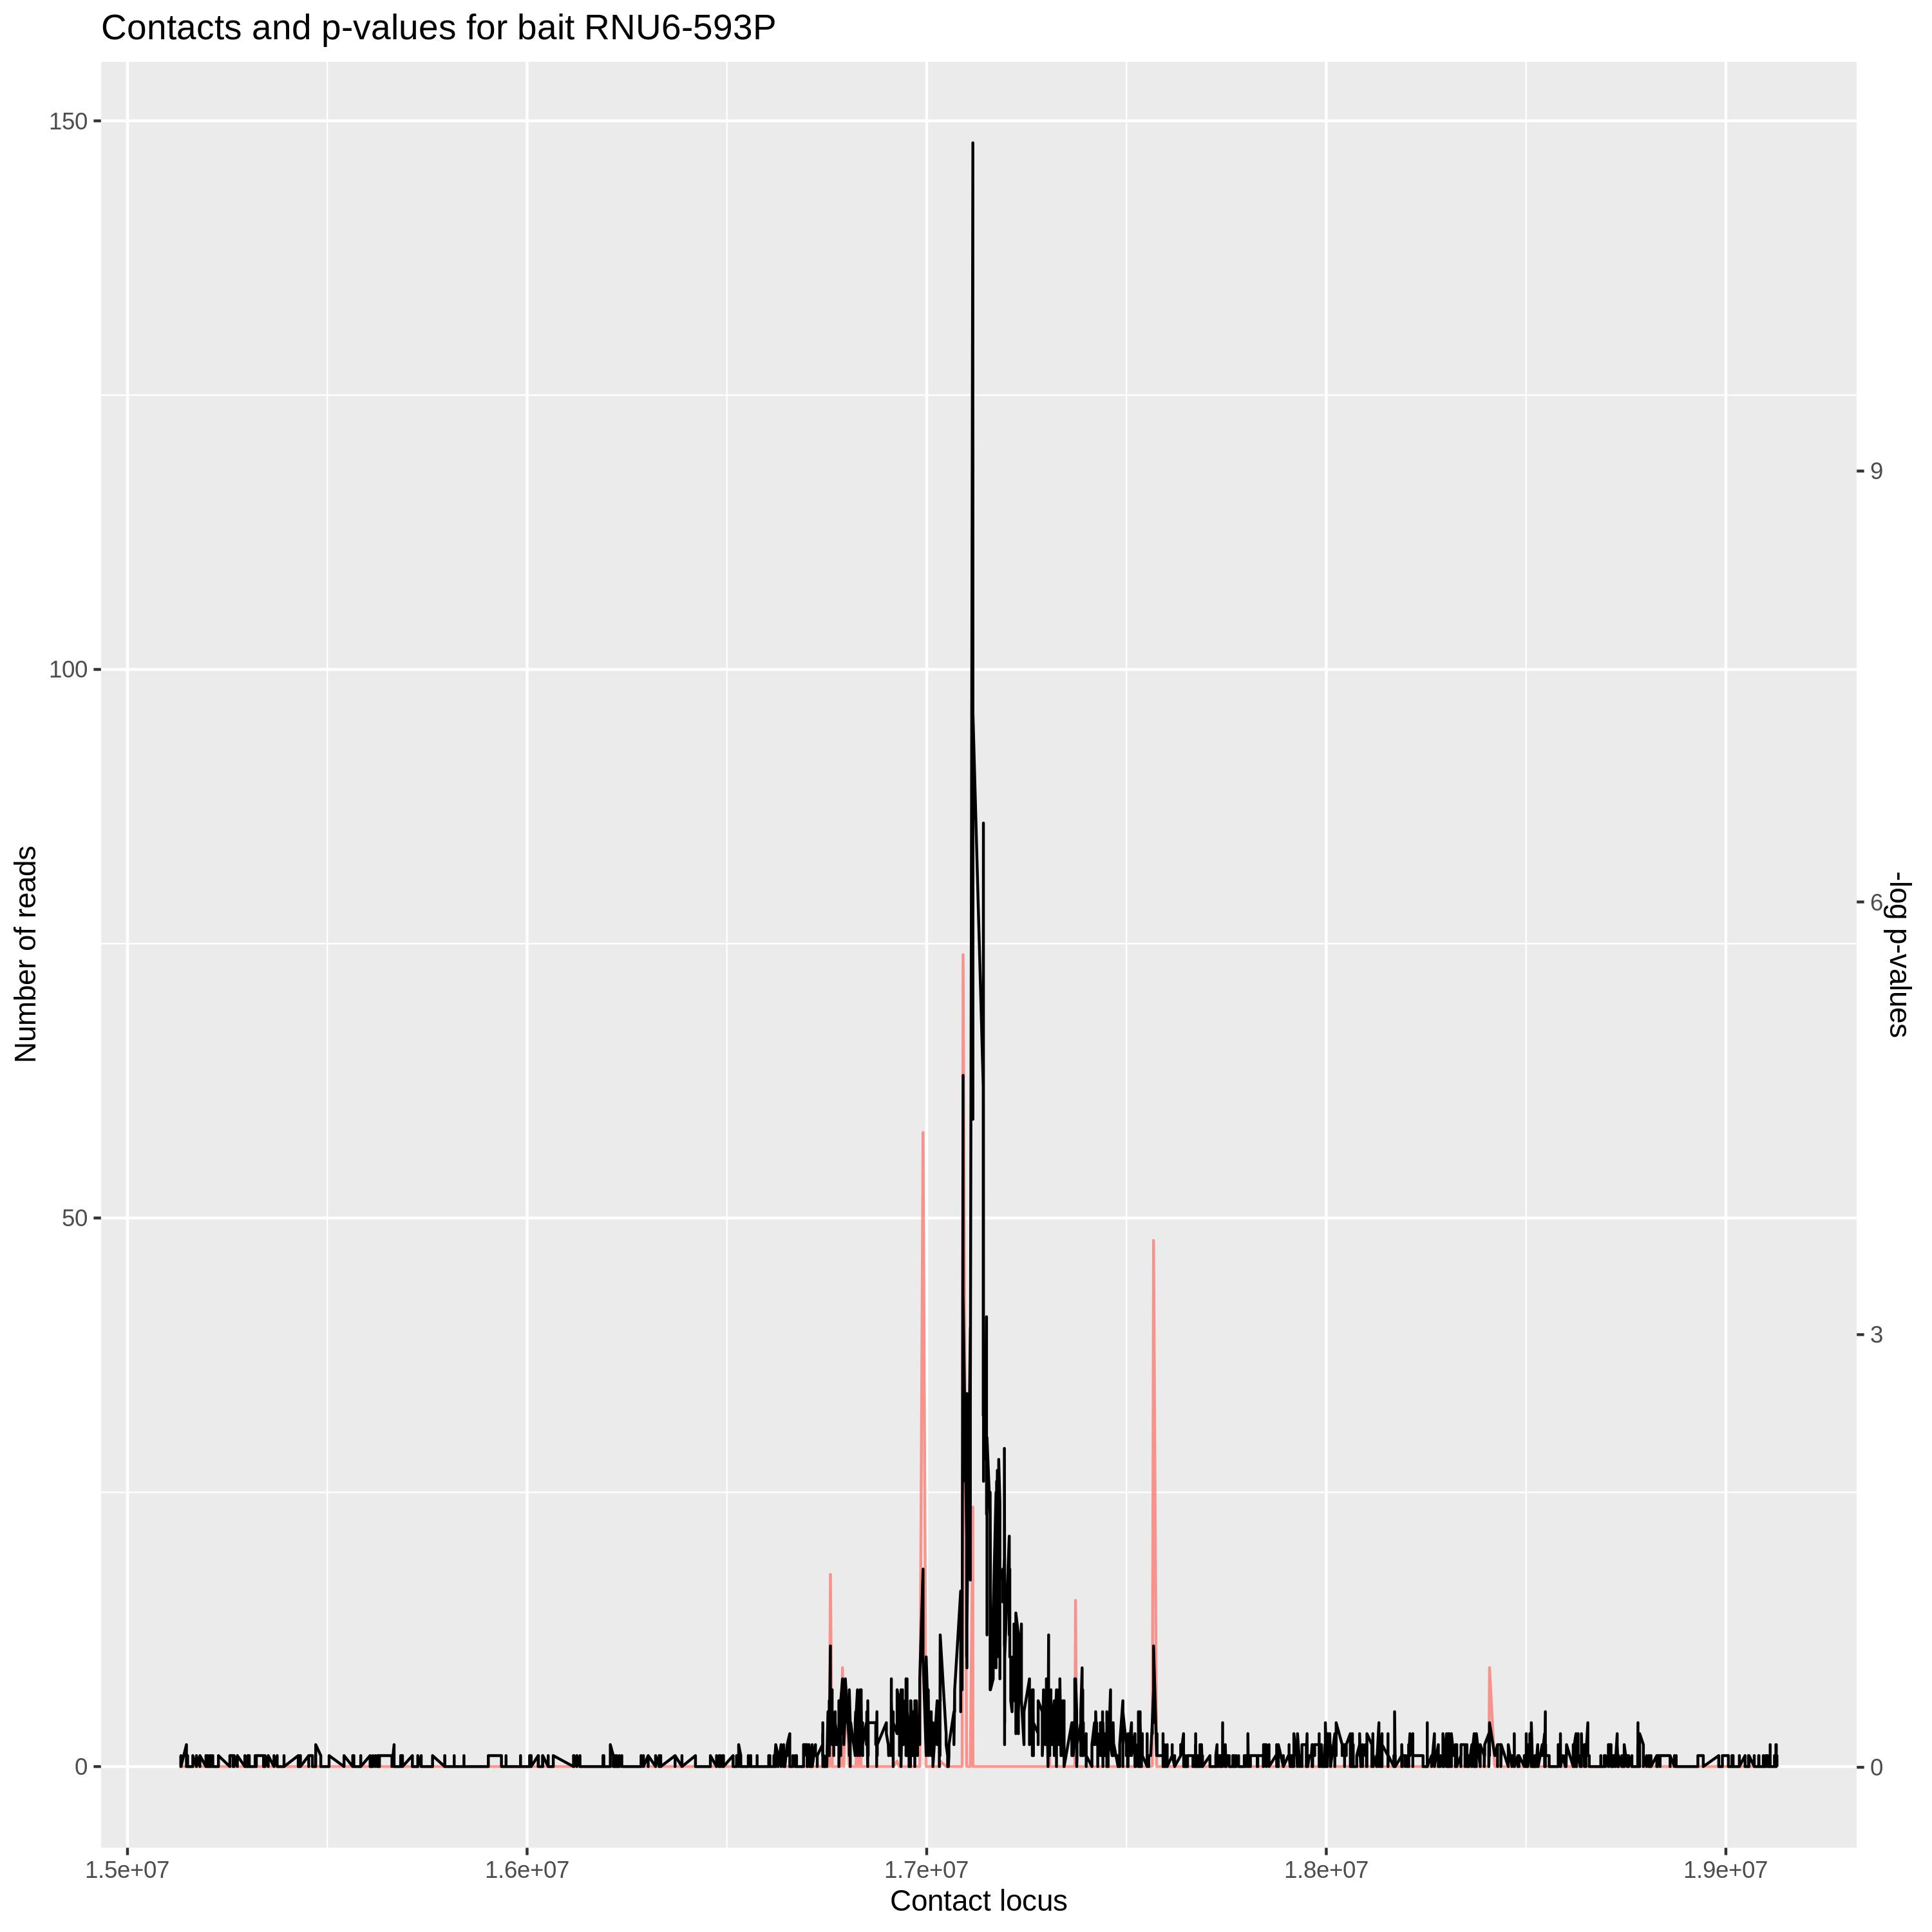 Contacts and p-values for bait RNU6-593P
150
100
50
0
Number of reads
9
6
3
0
-log p-values
1.5e+07
1.6e+07
1.7e+07
1.8e+07
1.9e+07
Contact locus